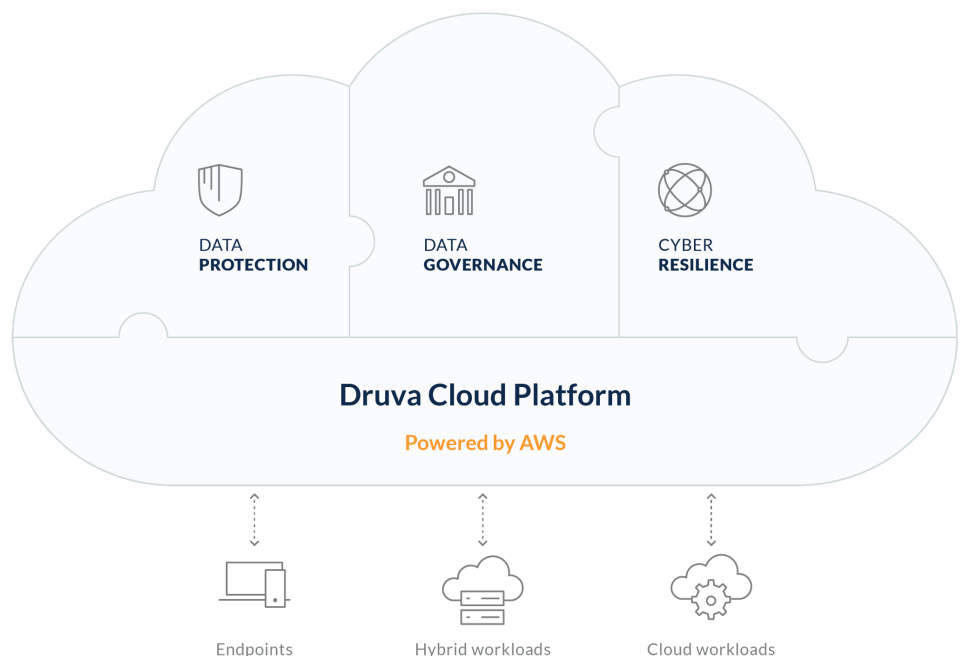 DATA
PROTECTION
DATA
GOVERNANCE
CYBER
RESILIENCE
Druva Cloud Platform
Powered by AWS
Endpoints
Hybrid workloads
Cloud workloads